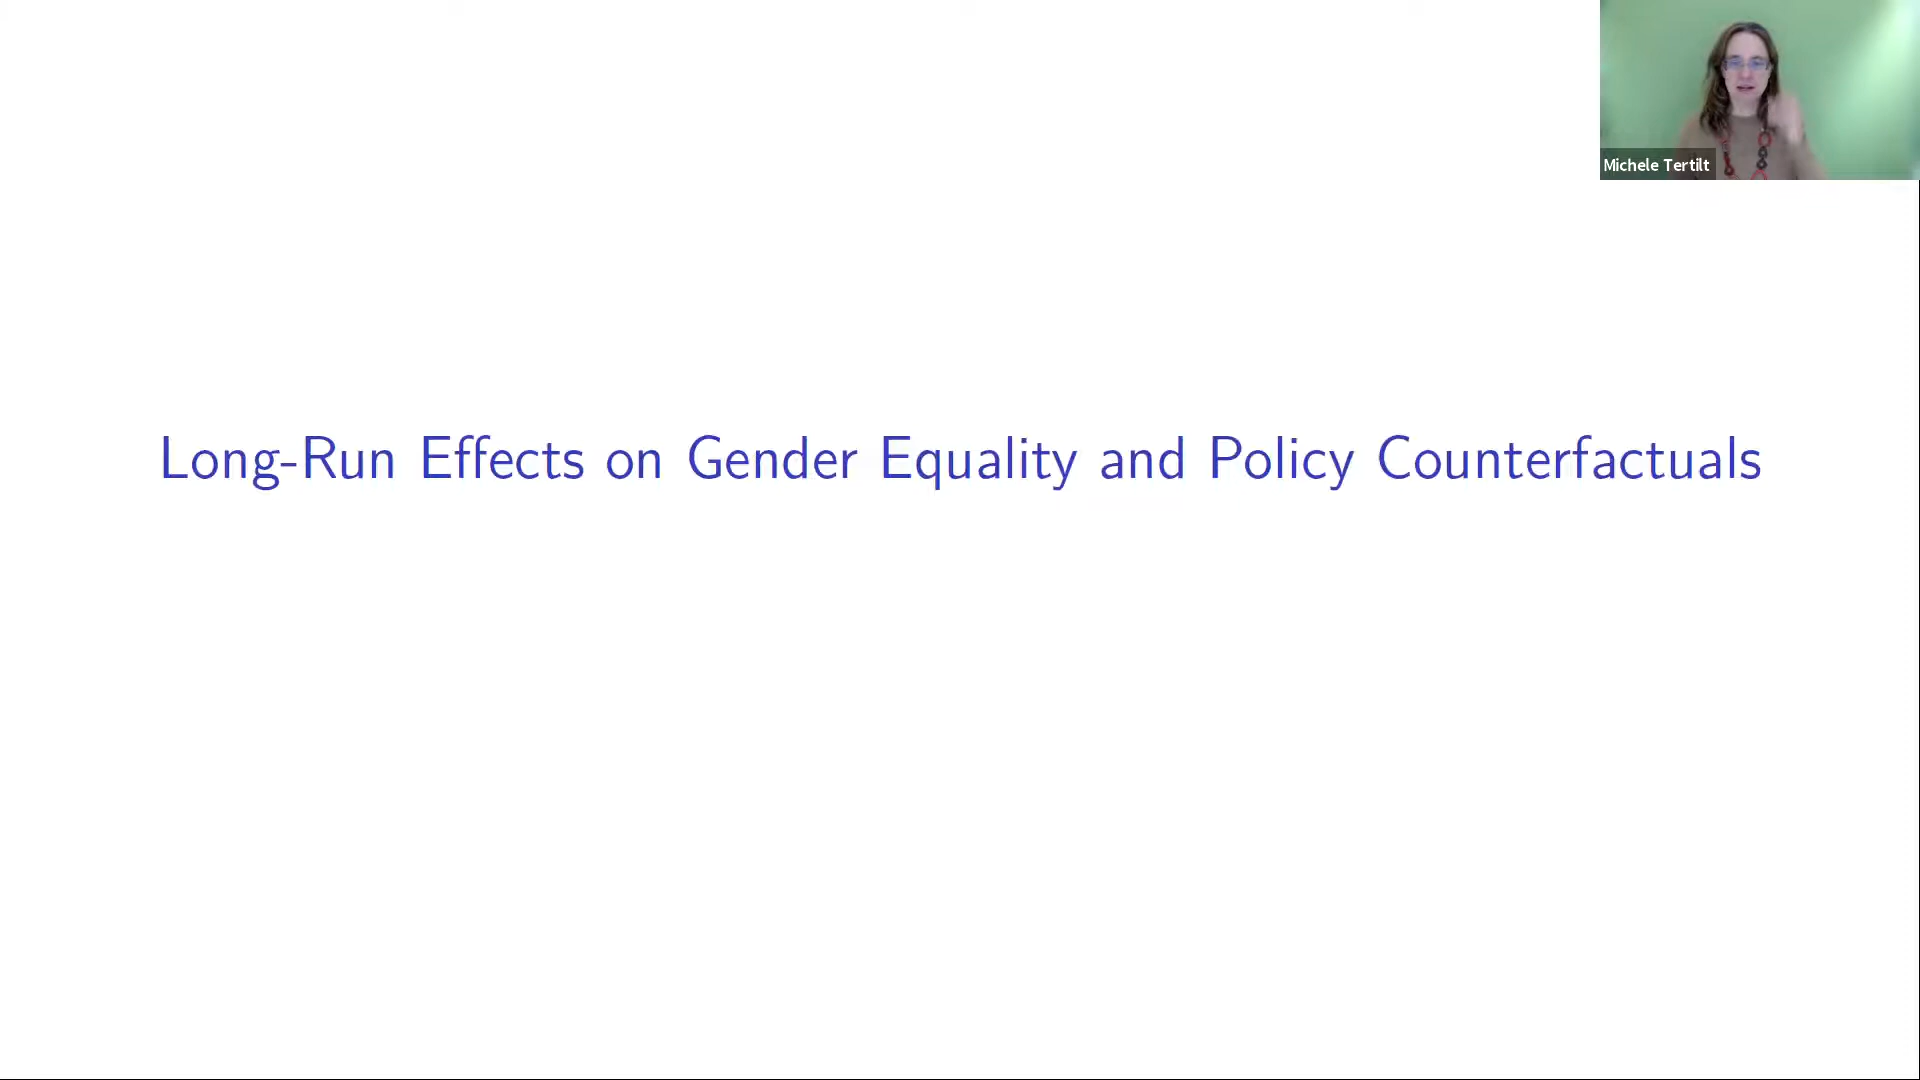 Michele Tertilt
Long-Run Effects on Gender Equality and Policy Counterfactuals